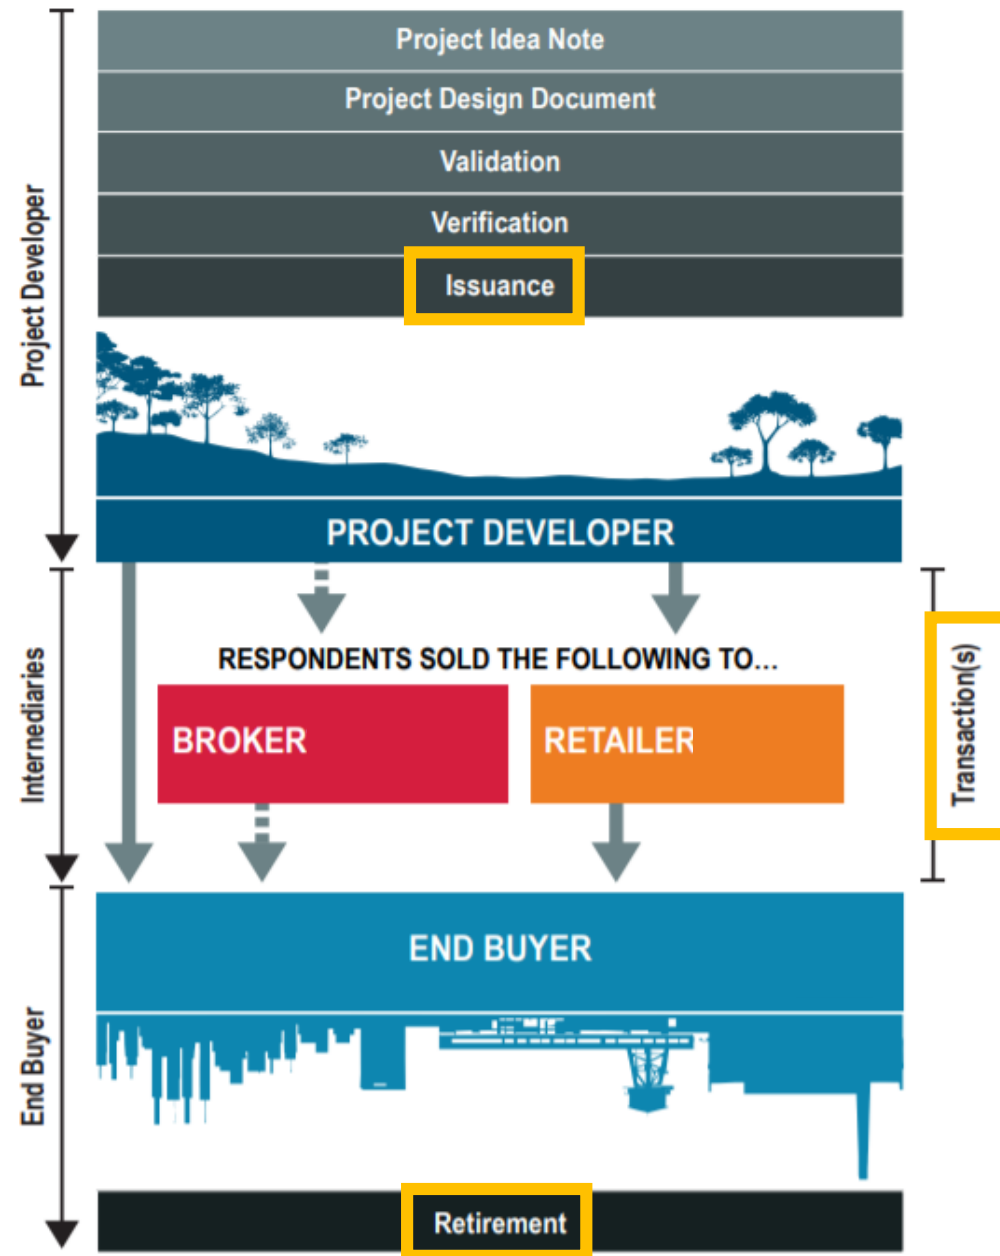 Project Developer
Project Idea Note
Project Design Document
Validation
Verification
Issuance
PROJECT DEVELOPER
Internediaries
RESPONDENTS SOLD THE FOLLOWING TO...
BROKER
RETAILER
Transaction(s)
End Buyer
END BUYER
Retirement